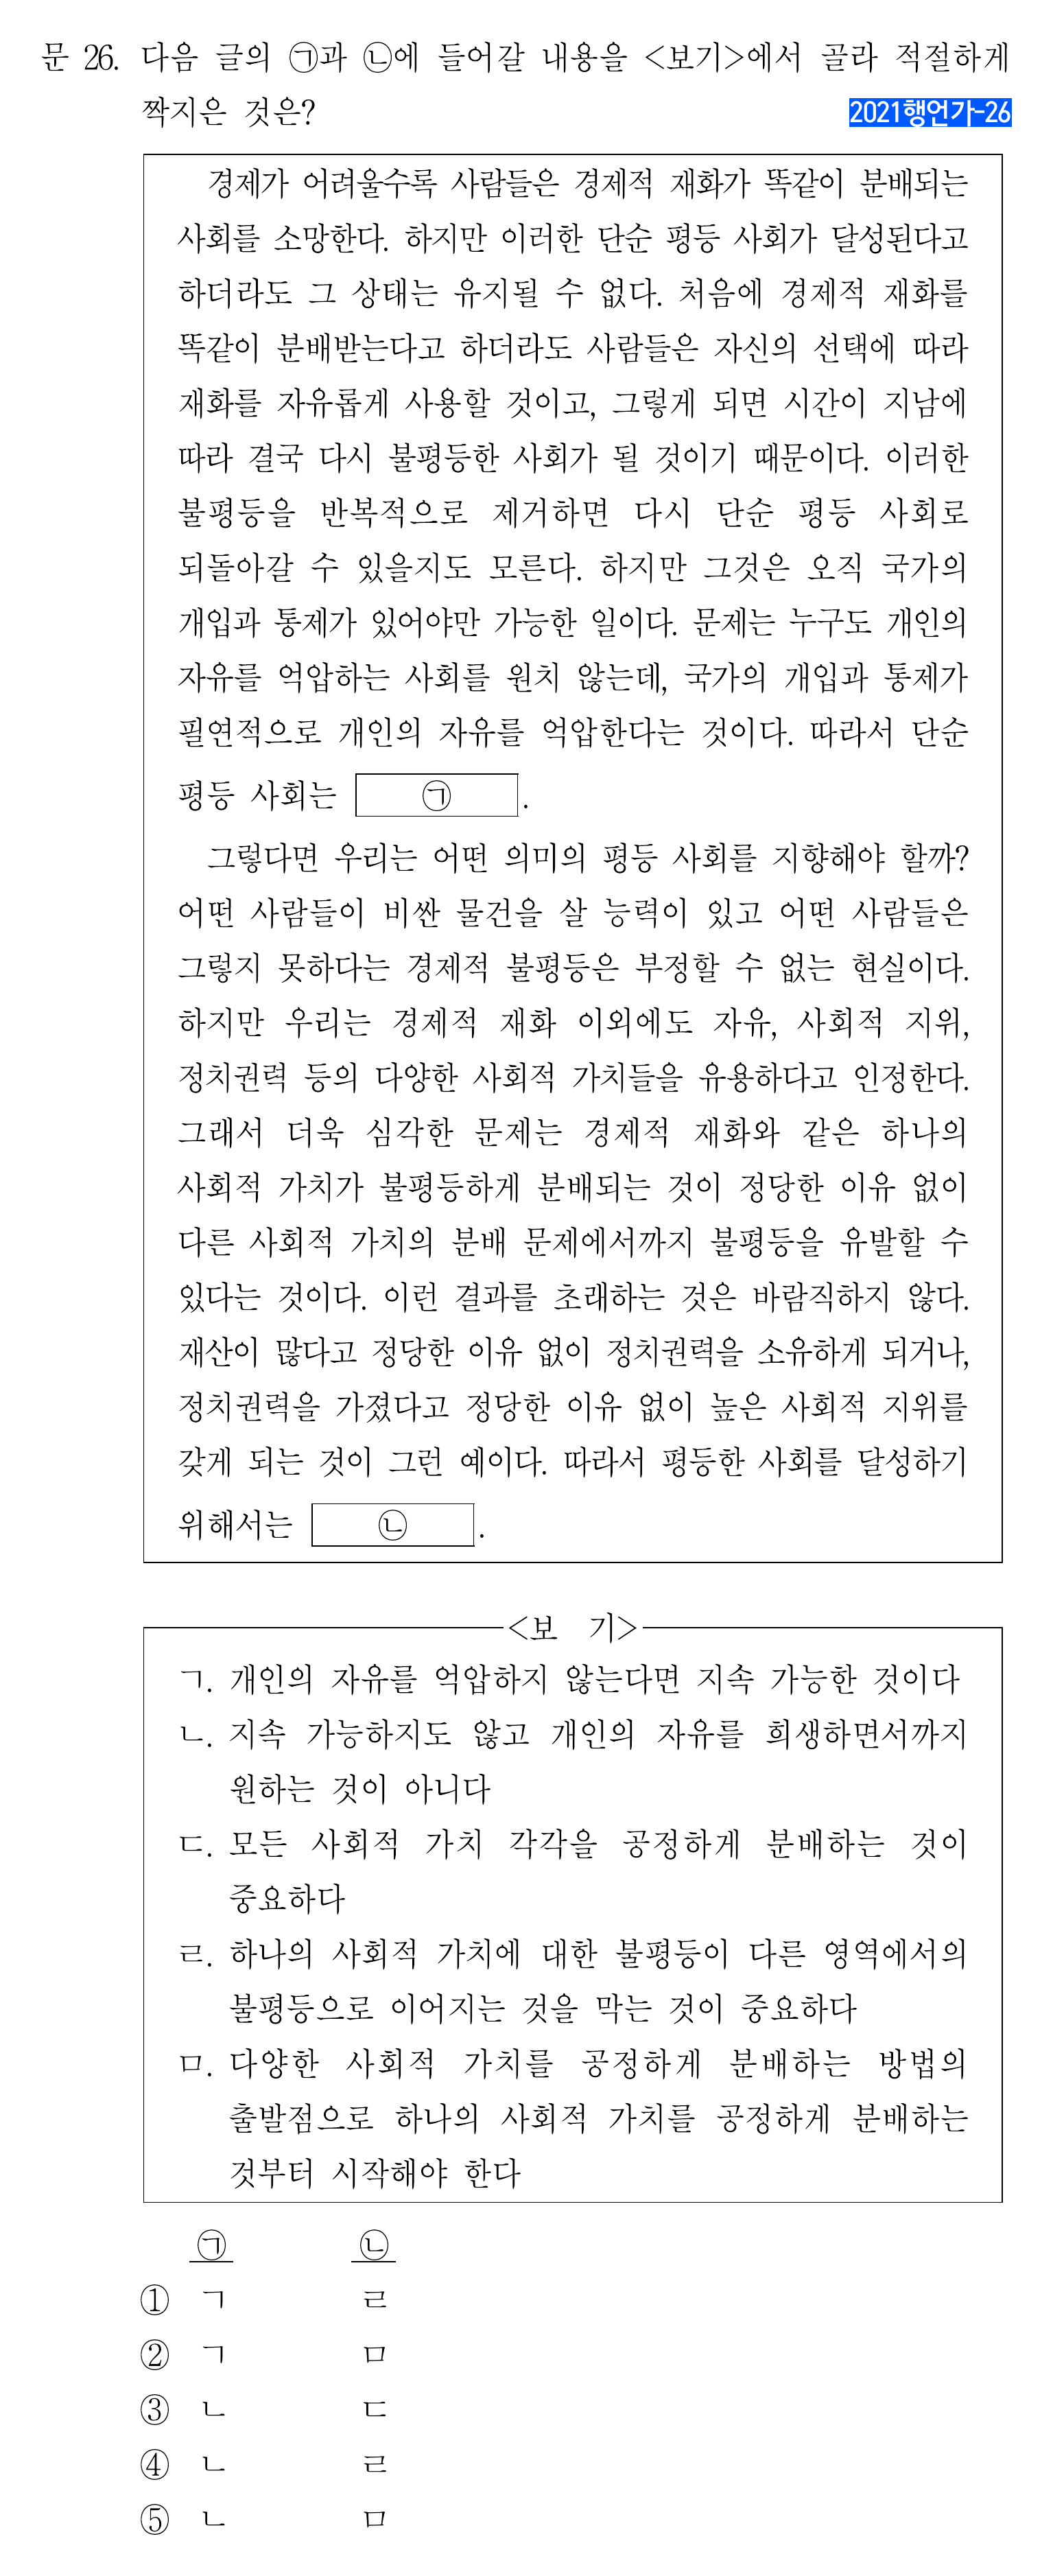 문 26. 다음 글의 ㉠과 ㉡에 들어갈 내용을 <보기>에서 골라 적절하게
짝지은 것은?
2021행언가-26
경제가 어려울수록 사람들은 경제적 재화가 똑같이 분배되는
사회를 소망한다. 하지만 이러한 단순 평등 사회가 달성된다고
하더라도 그 상태는 유지될 수 없다. 처음에 경제적 재화를
똑같이 분배받는다고 하더라도 사람들은 자신의 선택에 따라
재화를 자유롭게 사용할 것이고, 그렇게 되면 시간이 지남에
따라 결국 다시 불평등한 사회가 될 것이기 때문이다. 이러한
불평등을 반복적으로 제거하면 다시 단순 평등 사회로
되돌아갈 수 있을지도 모른다. 하지만 그것은 오직 국가의
개입과 통제가 있어야만 가능한 일이다. 문제는 누구도 개인의
자유를 억압하는 사회를 원치 않는데, 국가의 개입과 통제가
필연적으로 개인의 자유를 억압한다는 것이다. 따라서 단순
평등 사회는 ㉠.
그렇다면 우리는 어떤 의미의 평등 사회를 지향해야 할까?
어떤 사람들이 비싼 물건을 살 능력이 있고 어떤 사람들은
그렇지 못하다는 경제적 불평등은 부정할 수 없는 현실이다.
하지만 우리는 경제적 재화 이외에도 자유, 사회적 지위,
정치권력 등의 다양한 사회적 가치들을 유용하다고 인정한다.
그래서 더욱 심각한 문제는 경제적 재화와 같은 하나의
사회적 가치가 불평등하게 분배되는 것이 정당한 이유 없이
다른 사회적 가치의 분배 문제에서까지 불평등을 유발할 수
있다는 것이다. 이런 결과를 초래하는 것은 바람직하지 않다.
재산이 많다고 정당한 이유 없이 정치권력을 소유하게 되거나,
정치권력을 가졌다고 정당한 이유 없이 높은 사회적 지위를
갖게 되는 것이 그런 예이다. 따라서 평등한 사회를 달성하기
위해서는 ㉡.
<보 기>
ㄱ. 개인의 자유를 억압하지 않는다면 지속 가능한 것이다
ㄴ. 지속 가능하지도 않고 개인의 자유를 희생하면서까지
원하는 것이 아니다
ㄷ. 모든 사회적 가치 각각을 공정하게 분배하는 것이
중요하다
ㄹ. 하나의 사회적 가치에 대한 불평등이 다른 영역에서의
불평등으로 이어지는 것을 막는 것이 중요하다
ㅁ. 다양한 사회적 가치를 공정하게 분배하는 방법의
출발점으로 하나의 사회적 가치를 공정하게 분배하는
것부터 시작해야 한다
㉠ ㉡
① ㄱ ㄹ
② ㄱ ㅁ
③ ㄴ ㄷ
④ ㄴ ㄹ
⑤ ㄴ ㅁ